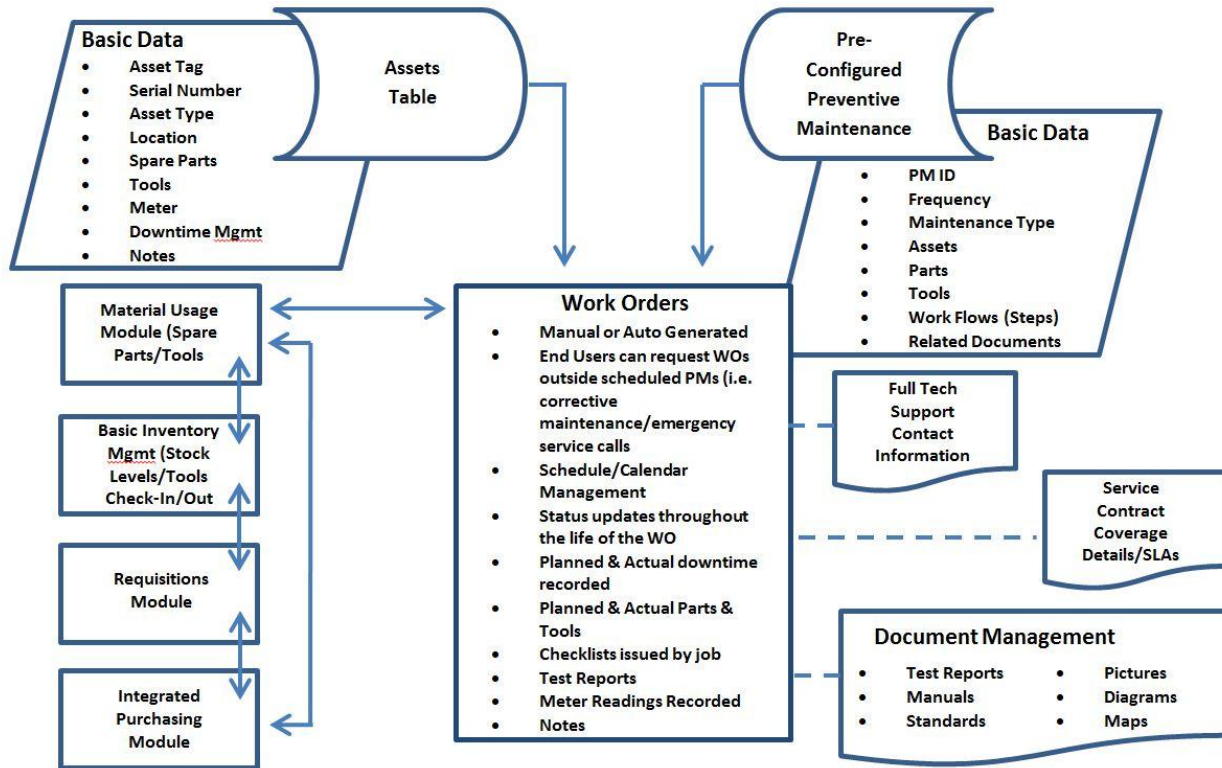 Basic Data
Asset Tag
Serial Number
Asset Type
Location
Spare Parts
Tools
Meter
Downtime Mgmt
Notes
Assets
Table
Pre-
Configured
Preventive
Maintenance
Basic Data
PM ID
Frequency
Maintenance Type
Assets
Parts
Tools
Work Flows (Steps)
Related Documents
Material Usage
Module (Spare
Parts/Tools
Basic Inventory
Mgmt (Stock
Levels/Tools
Check-In/Out
Requisitions
Module
Integrated
Purchasing
Module
Work Orders
Manual or Auto Generated
End Users can request WOs
outside scheduled PMs (i.e.
corrective
maintenance/emergency
service calls
Schedule/Calendar
Management
Status updates throughout
the life of the WO
Planned & Actual downtime
recorded
Planned & Actual Parts &
Tools
Checklists issued by job
Test Reports
Meter Readings Recorded
Notes
Full Tech
Support
Contact
Information
Service
Contract
Coverage
Details/SLAs
Document Management
Test Reports
Manuals
Standards
Pictures
Diagrams
Maps